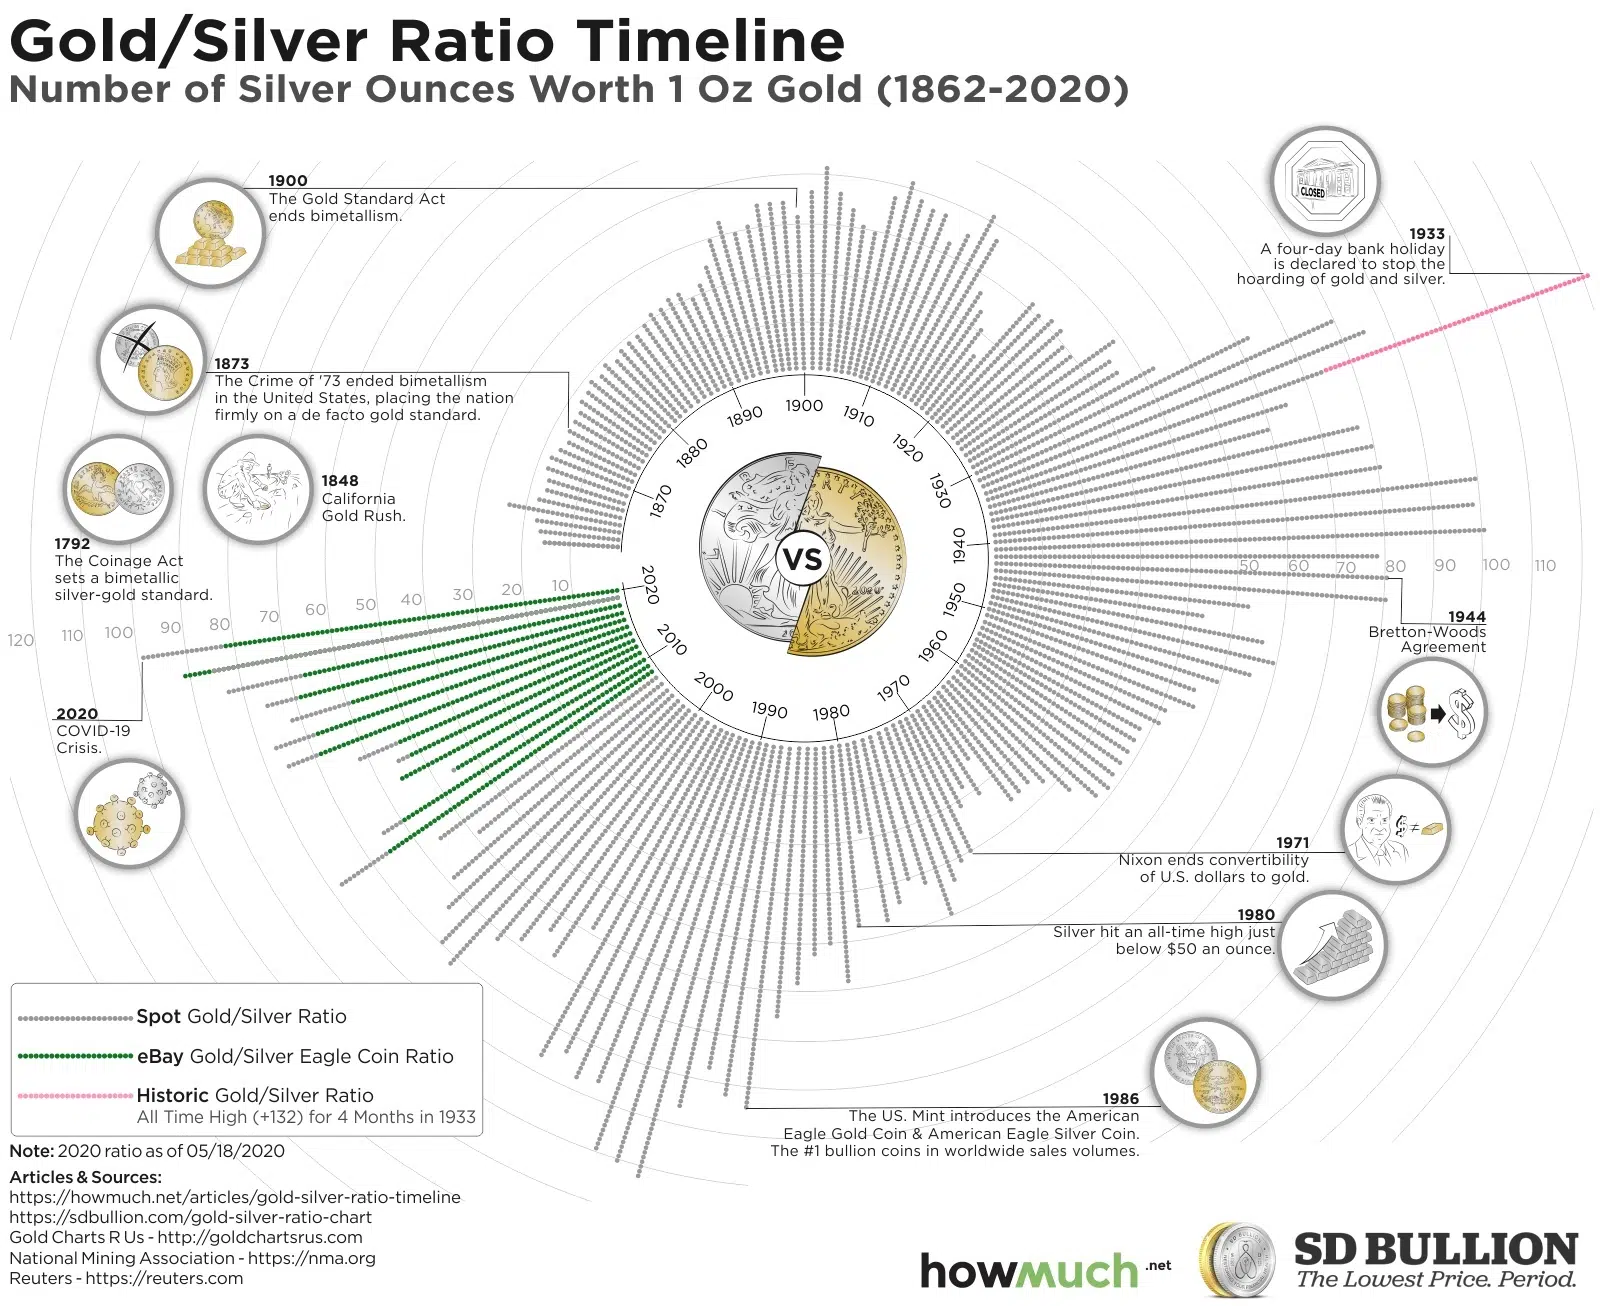 Gold/Silver Ratio Timeline
Number of Silver Ounces Worth 1 Oz Gold (1862-2020)
1900
The Gold Standard Act
ends bimetallism.
CLOSED
1933
A four-day bank holiday
is declared to stop the
hoarding of gold and silver.
1873
The Crime of '73 ended bimetallism
in the United States, placing the nation
firmly on a de facto gold standard.
1848
California
Gold Rush.
1792
The Coinage Act
sets a bimetallic
silver-gold standard.
1870
1880
1890
1900
1910
1920
1930
1940
1950
1960
1970
1980
1990
2000
2010
2020
VS
10
20
30
40
50
60
70
80
90
100
110
120
50
60
70
80
90
100
110
1944
Bretton-Woods
Agreement
2020
COVID-19
Crisis.
1971
Nixon ends convertibility
of U.S. dollars to gold.
1980
Silver hit an all-time high just
below $50 an ounce.
1986
The US. Mint introduces the American
Eagle Gold Coin & American Eagle Silver Coin.
The #1 bullion coins in worldwide sales volumes.
Spot Gold/Silver Ratio
eBay Gold/Silver Eagle Coin Ratio
Historic Gold/Silver Ratio
All Time High (+132) for 4 Months in 1933
Note: 2020 ratio as of 05/18/2020
Articles & Sources:
https://howmuch.net/articles/gold-silver-ratio-timeline
https://sdbullion.com/gold-silver-ratio-chart
Gold Charts R Us - http://goldchartsrus.com
National Mining Association - https://nma.org
Reuters - https://reuters.com
howmuch.net
SD BULLION
The Lowest Price. Period.